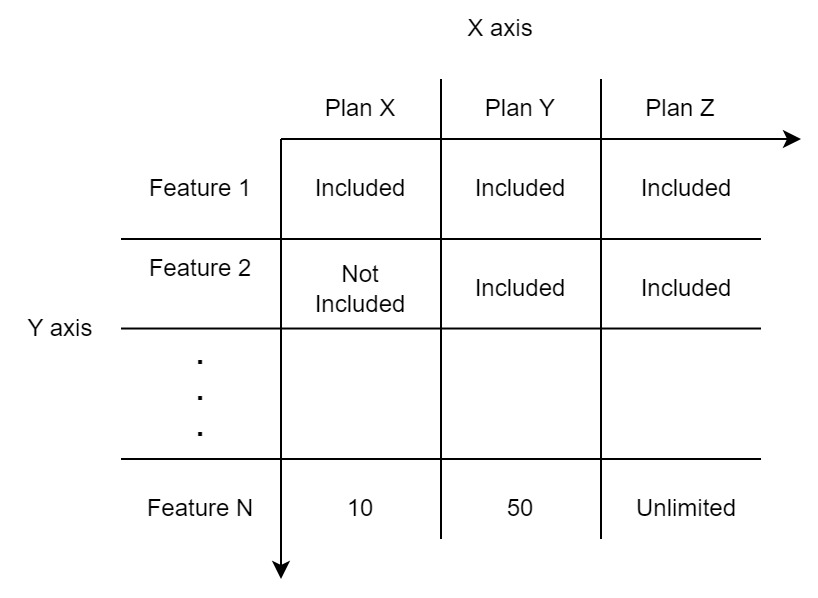 X axis
Plan X Plan Y Plan Z
Feature 1 Included Included Included
Feature 2 Not Included Included Included
Y axis
.
.
.
Feature N 10 50 Unlimited